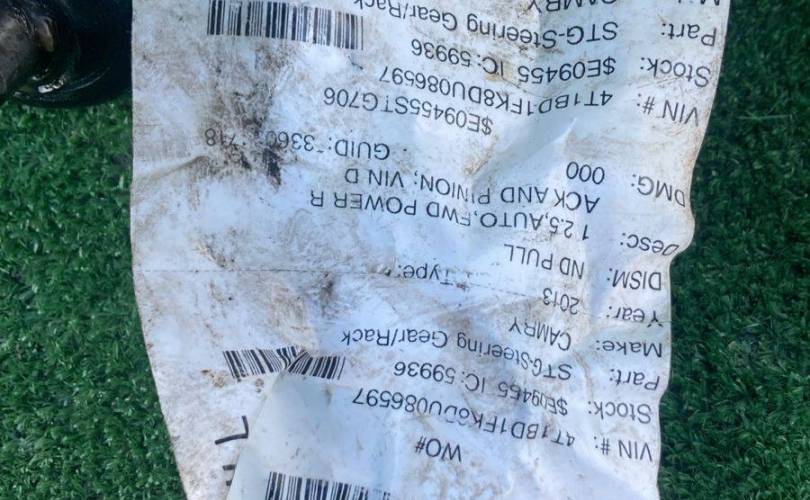 WO#
VIN #: 4T1BD1FK8DU086597
Stock: $E09455 IC: 59936
Part: STG-Steering Gear/Rack
Make: CAMRY
Year: 2013 Type:
DISM: ND PULL
Desc: 1 2.5,AUTO,FWD POWER R
ACK AND PINION; VIN D
DMG: 000
GUID:
$E09455STG706
VIN #: 4T1BD1FK8DU086597
Stock: $E09455 IC: 59936
Part: STG-Steering Gear/Rack
CAMRY